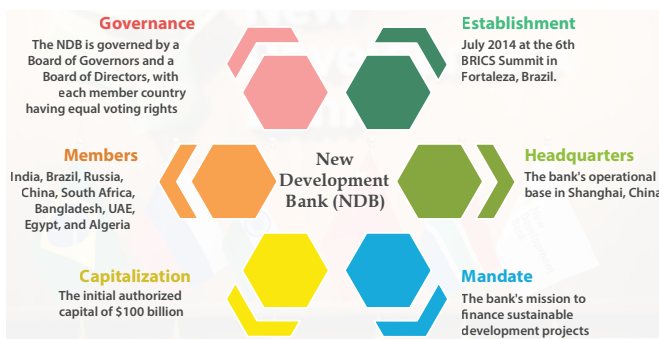 Governance
The NDB is governed by a
Board of Governors and a
Board of Directors, with
each member country
having equal voting rights
Establishment
July 2014 at the 6th
BRICS Summit in
Fortaleza, Brazil.
Members
India, Brazil, Russia,
China, South Africa,
Bangladesh, UAE,
Egypt, and Algeria
New
Development
Bank (NDB)
Headquarters
The bank's operational
base in Shanghai, China
Capitalization
The initial authorized
capital of $100 billion
Mandate
The bank's mission to
finance sustainable
development projects